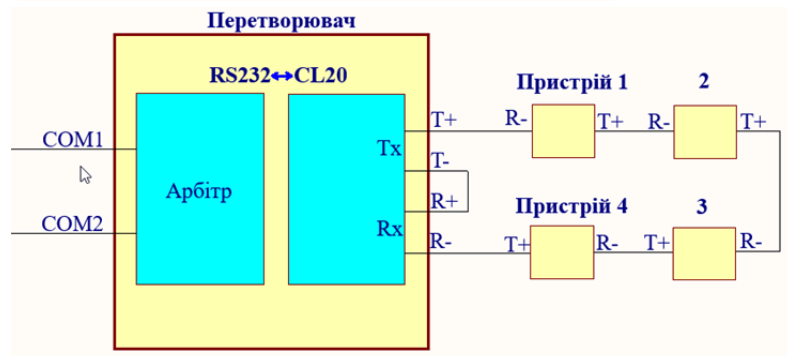 Перетворювач
RS232↔CL20
Пристрій 1
2
COM1
COM2
Арбітр
Tx
Rx
T+
T-
R+
R-
R-
T+
R-
T+
Пристрій 4
3
T+
R-
T+
R-